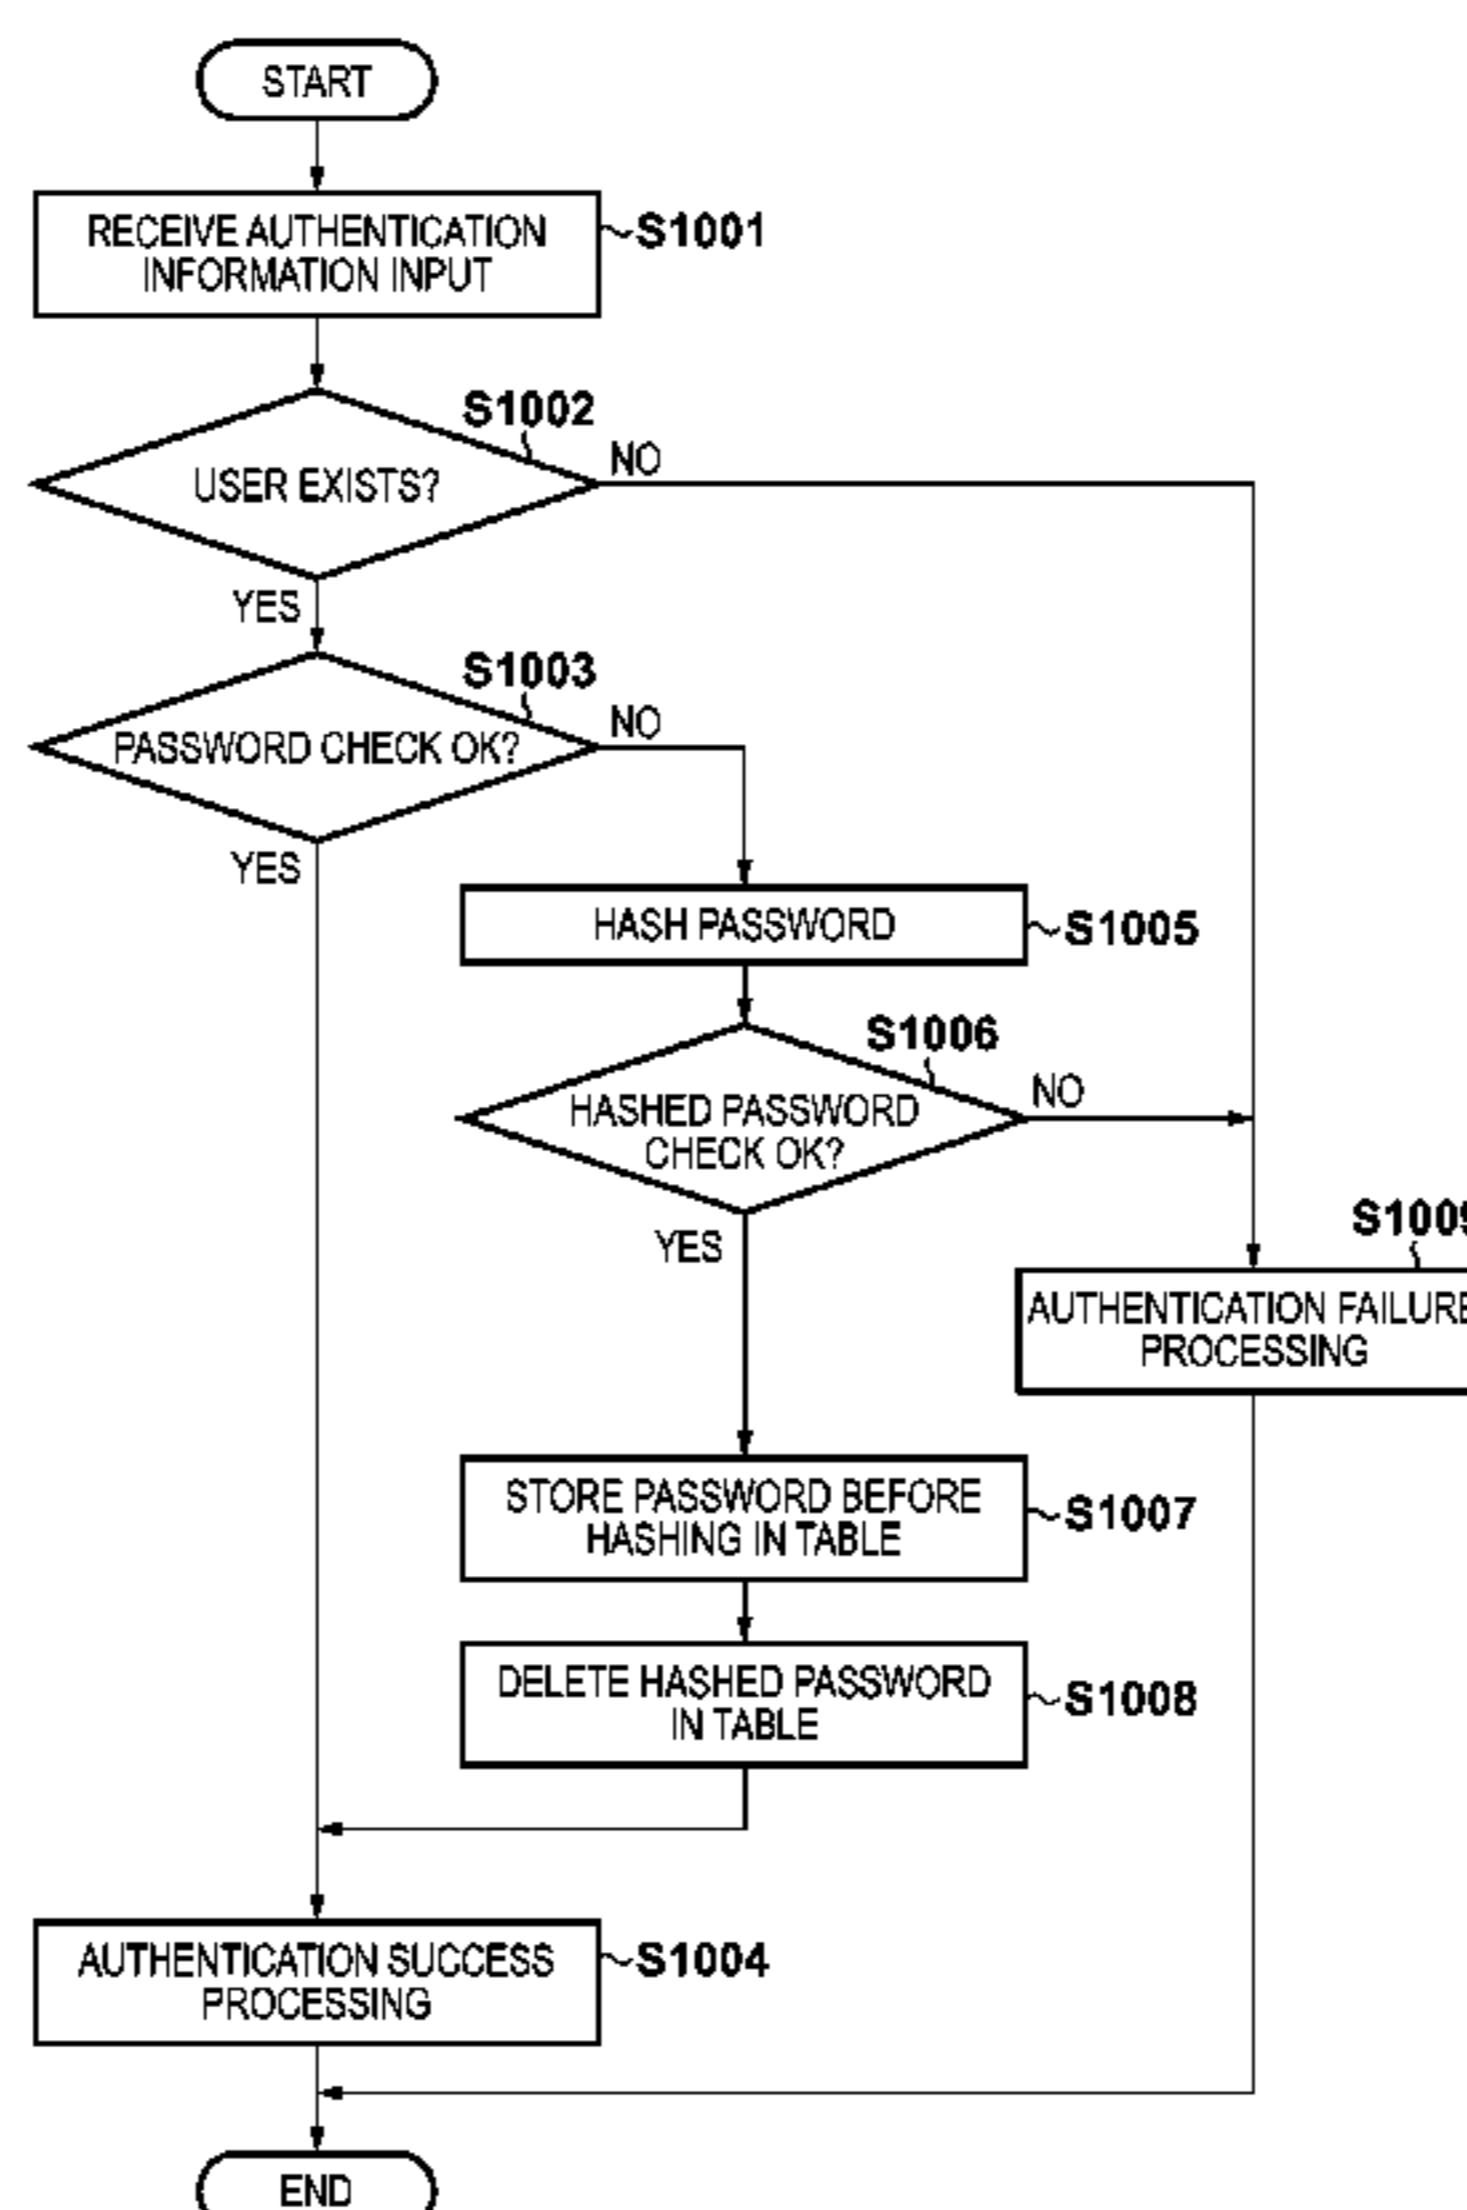 START
RECEIVE AUTHENTICATION
INFORMATION INPUT
S1001
S1002
USER EXISTS?
NO
YES
S1003
PASSWORD CHECK OK?
NO
YES
HASH PASSWORD
S1005
S1006
HASHED PASSWORD
CHECK OK?
NO
YES
S1009
AUTHENTICATION FAILURE
PROCESSING
STORE PASSWORD BEFORE
HASHING IN TABLE
S1007
DELETE HASHED PASSWORD
IN TABLE
S1008
AUTHENTICATION SUCCESS
PROCESSING
S1004
END